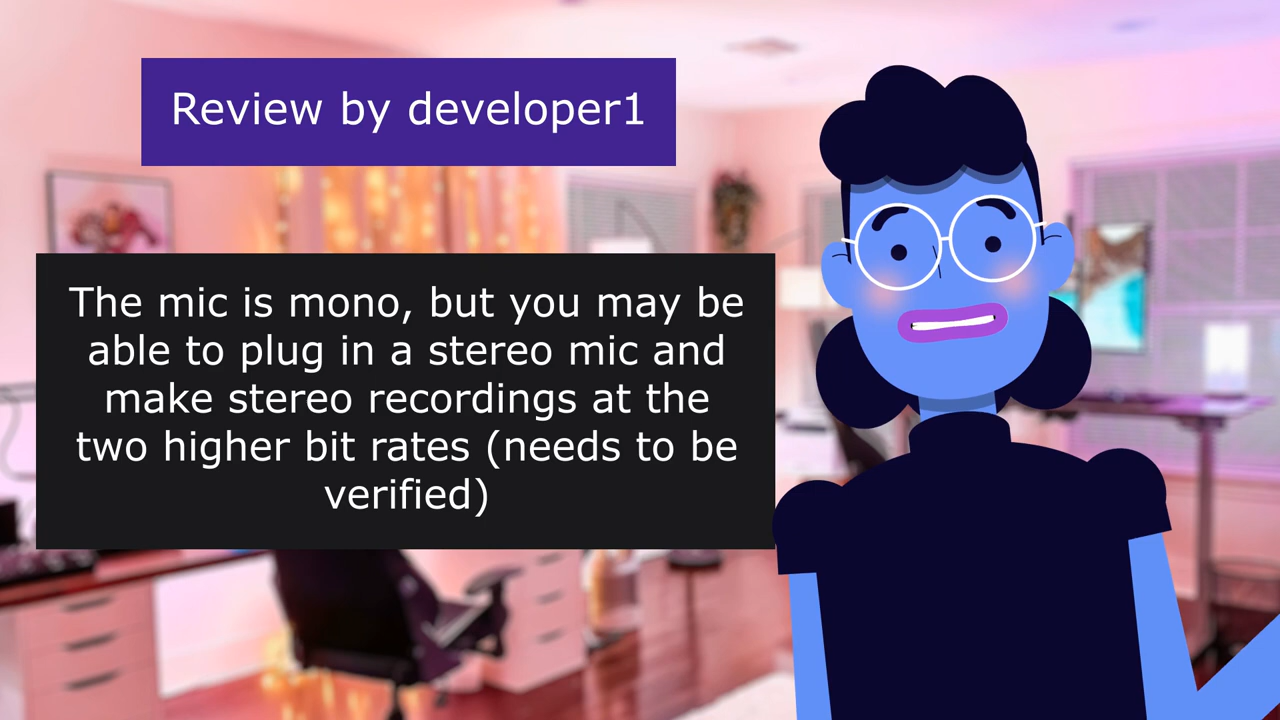 Review by developer1
The mic is mono, but you may be
able to plug in a stereo mic and
make stereo recordings at the
two higher bit rates (needs to be
verified)